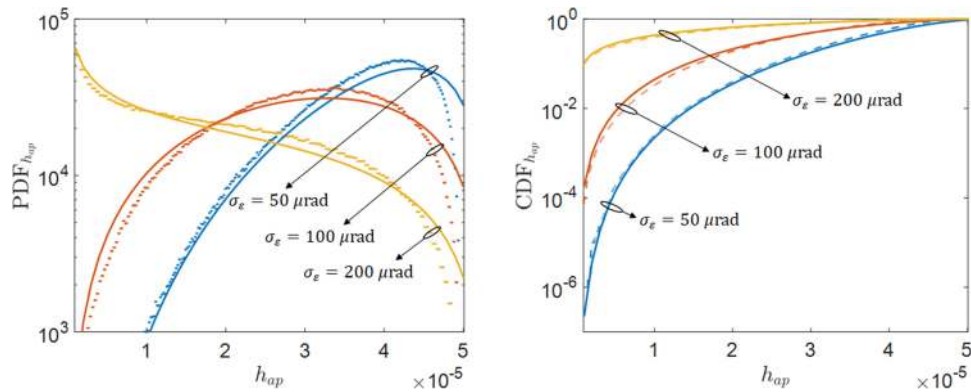 10^5
10^4
10^3
PDF_{h_{ap}}
σ_ε = 50 μrad
σ_ε = 100 μrad
σ_ε = 200 μrad
1 2 3 4 5
h_{ap}
×10^{-5}
10^0
10^{-2}
10^{-4}
10^{-6}
CDF_{h_{ap}}
σ_ε = 200 μrad
σ_ε = 100 μrad
σ_ε = 50 μrad
1 2 3 4 5
h_{ap}
×10^{-5}